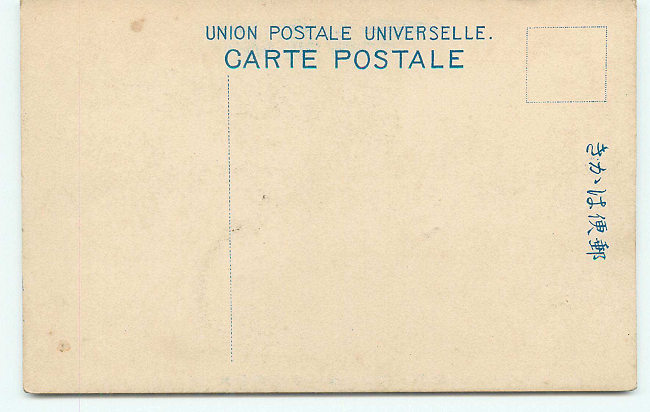 UNION POSTALE UNIVERSELLE.
CARTE POSTALE
きかは便郵